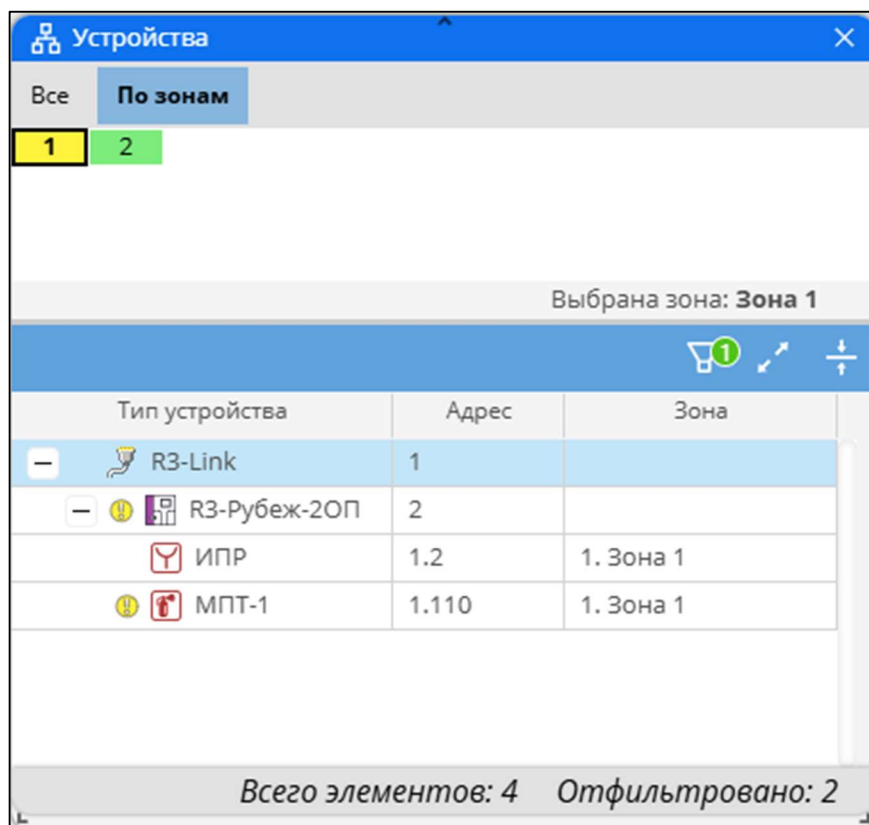 Устройства
Все По зонам
1 2
Выбрана зона: Зона 1
1
Тип устройства Адрес Зона
R3-Link 1
R3-Рубеж-2ОП 2
ИПР 1.2 1. Зона 1
МПТ-1 1.110 1. Зона 1
Всего элементов: 4 Отфильтровано: 2